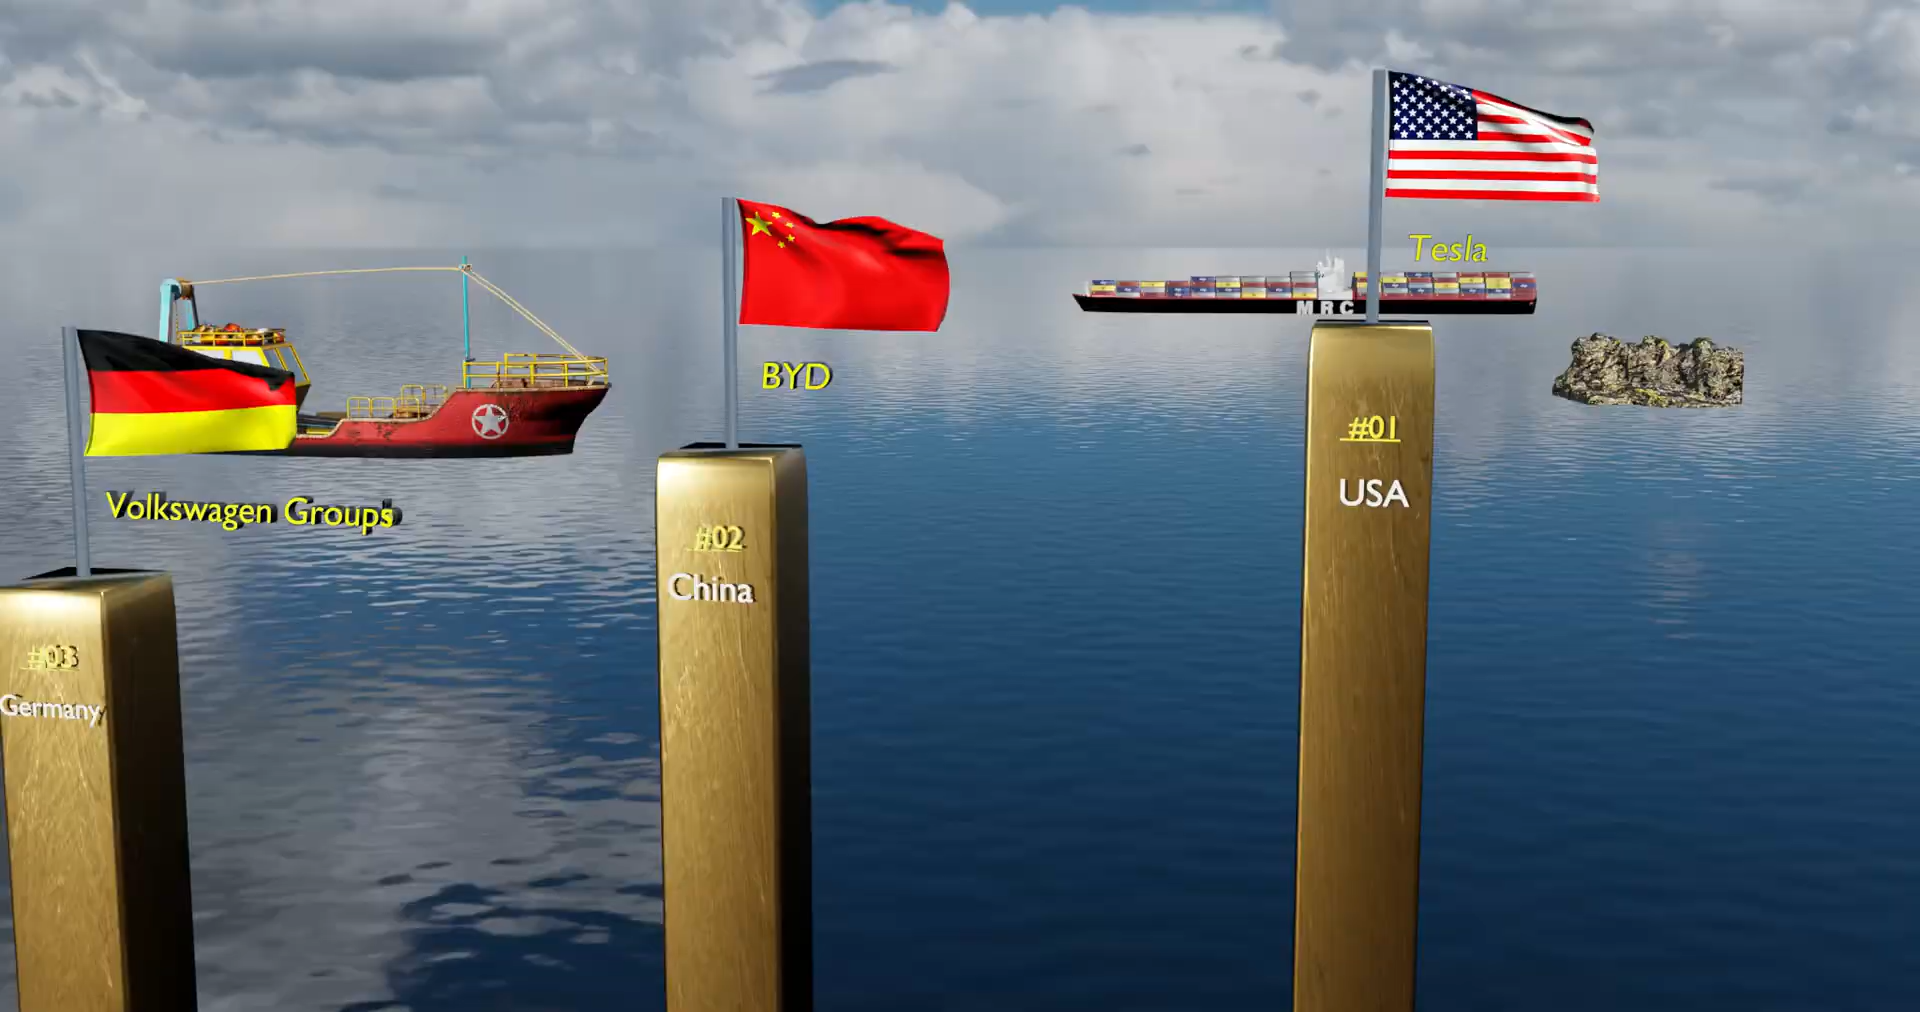 Tesla
MRC
#01
USA
BYD
#02
China
Volkswagen Groups
#03
Germany